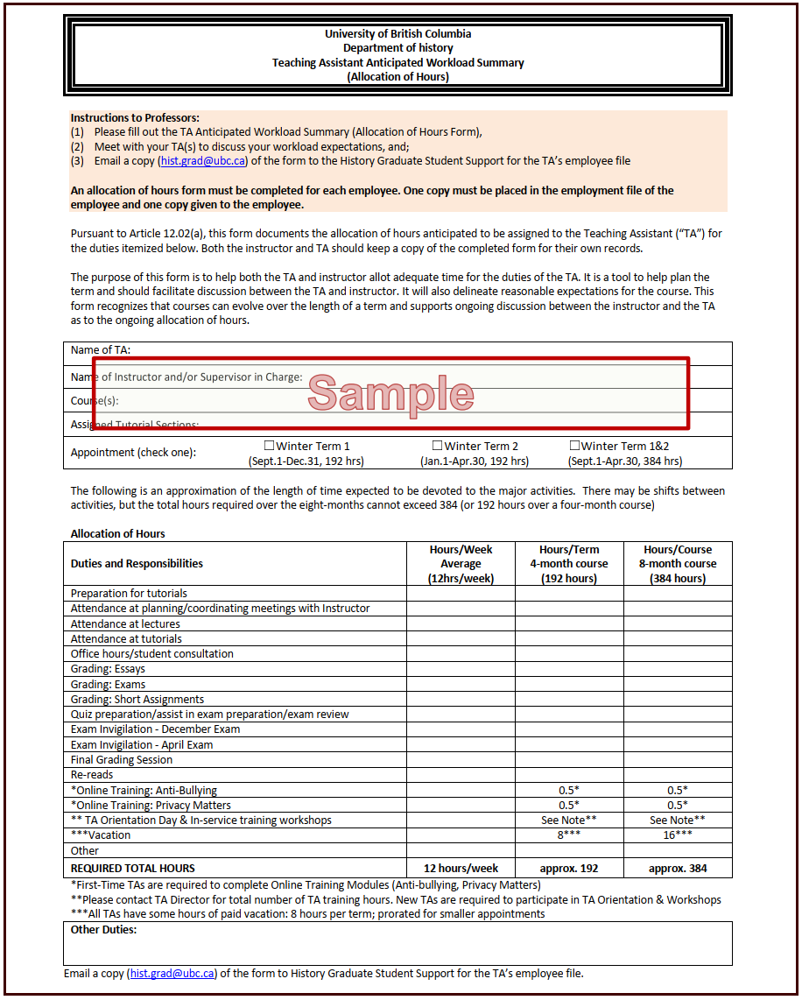 University of British Columbia
Department of history
Teaching Assistant Anticipated Workload Summary
(Allocation of Hours)
Instructions to Professors:
(1) Please fill out the TA Anticipated Workload Summary (Allocation of Hours Form),
(2) Meet with your TA(s) to discuss your workload expectations, and;
(3) Email a copy (hist.grad@ubc.ca) of the form to the History Graduate Student Support for the TA's employee file
An allocation of hours form must be completed for each employee. One copy must be placed in the employment file of the
employee and one copy given to the employee.
Pursuant to Article 12.02(a), this form documents the allocation of hours anticipated to be assigned to the Teaching Assistant ("TA") for
the duties itemized below. Both the instructor and TA should keep a copy of the completed form for their own records.
The purpose of this form is to help both the TA and instructor allot adequate time for the duties of the TA. It is a tool to help plan the
term and should facilitate discussion between the TA and instructor. It will also delineate reasonable expectations for the course. This
form recognizes that courses can evolve over the length of a term and supports ongoing discussion between the instructor and the TA
as to the ongoing allocation of hours.
Name of TA:
Name of Instructor and/or Supervisor in Charge:
Sample
Course(s):
Assigned Tutorial Sections:
Appointment (check one): ☐Winter Term 1 ☐Winter Term 2 ☐Winter Term 1&2
(Sept.1-Dec.31, 192 hrs) (Jan.1-Apr.30, 192 hrs) (Sept.1-Apr.30, 384 hrs)
The following is an approximation of the length of time expected to be devoted to the major activities. There may be shifts between
activities, but the total hours required over the eight-months cannot exceed 384 (or 192 hours over a four-month course)
Allocation of Hours
Duties and Responsibilities
Hours/Week
Average
(12hrs/week)
Hours/Term
4-month course
(192 hours)
Hours/Course
8-month course
(384 hours)
Preparation for tutorials
Attendance at planning/coordinating meetings with Instructor
Attendance at lectures
Attendance at tutorials
Office hours/student consultation
Grading: Essays
Grading: Exams
Grading: Short Assignments
Quiz preparation/assist in exam preparation/exam review
Exam Invigilation - December Exam
Exam Invigilation - April Exam
Final Grading Session
Re-reads
*Online Training: Anti-Bullying 0.5* 0.5*
*Online Training: Privacy Matters 0.5* 0.5*
** TA Orientation Day & In-service training workshops See Note** See Note**
***Vacation 8*** 16***
Other
REQUIRED TOTAL HOURS 12 hours/week approx. 192 approx. 384
*First-Time TAs are required to complete Online Training Modules (Anti-bullying, Privacy Matters)
**Please contact TA Director for total number of TA training hours. New TAs are required to participate in TA Orientation & Workshops
***All TAs have some hours of paid vacation: 8 hours per term; prorated for smaller appointments
Other Duties:
Email a copy (hist.grad@ubc.ca) of the form to History Graduate Student Support for the TA's employee file.